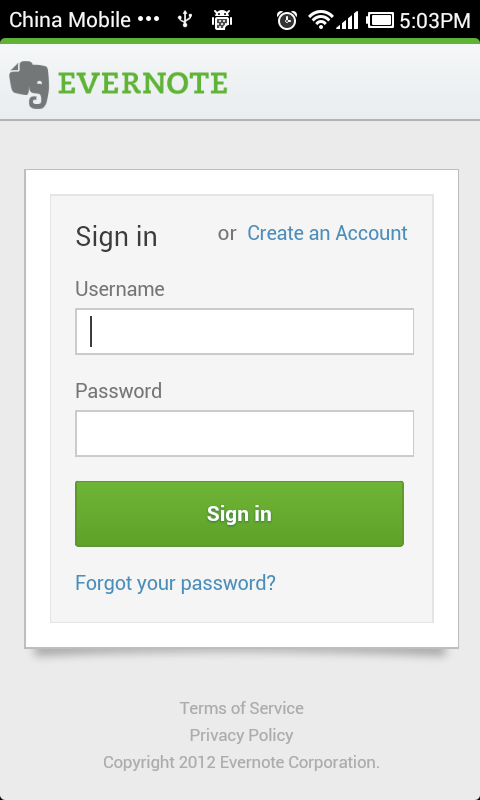 China Mobile ••• 5:03PM
EVERNOTE
Sign in or Create an Account
Username
Password
Sign in
Forgot your password?
Terms of Service
Privacy Policy
Copyright 2012 Evernote Corporation.